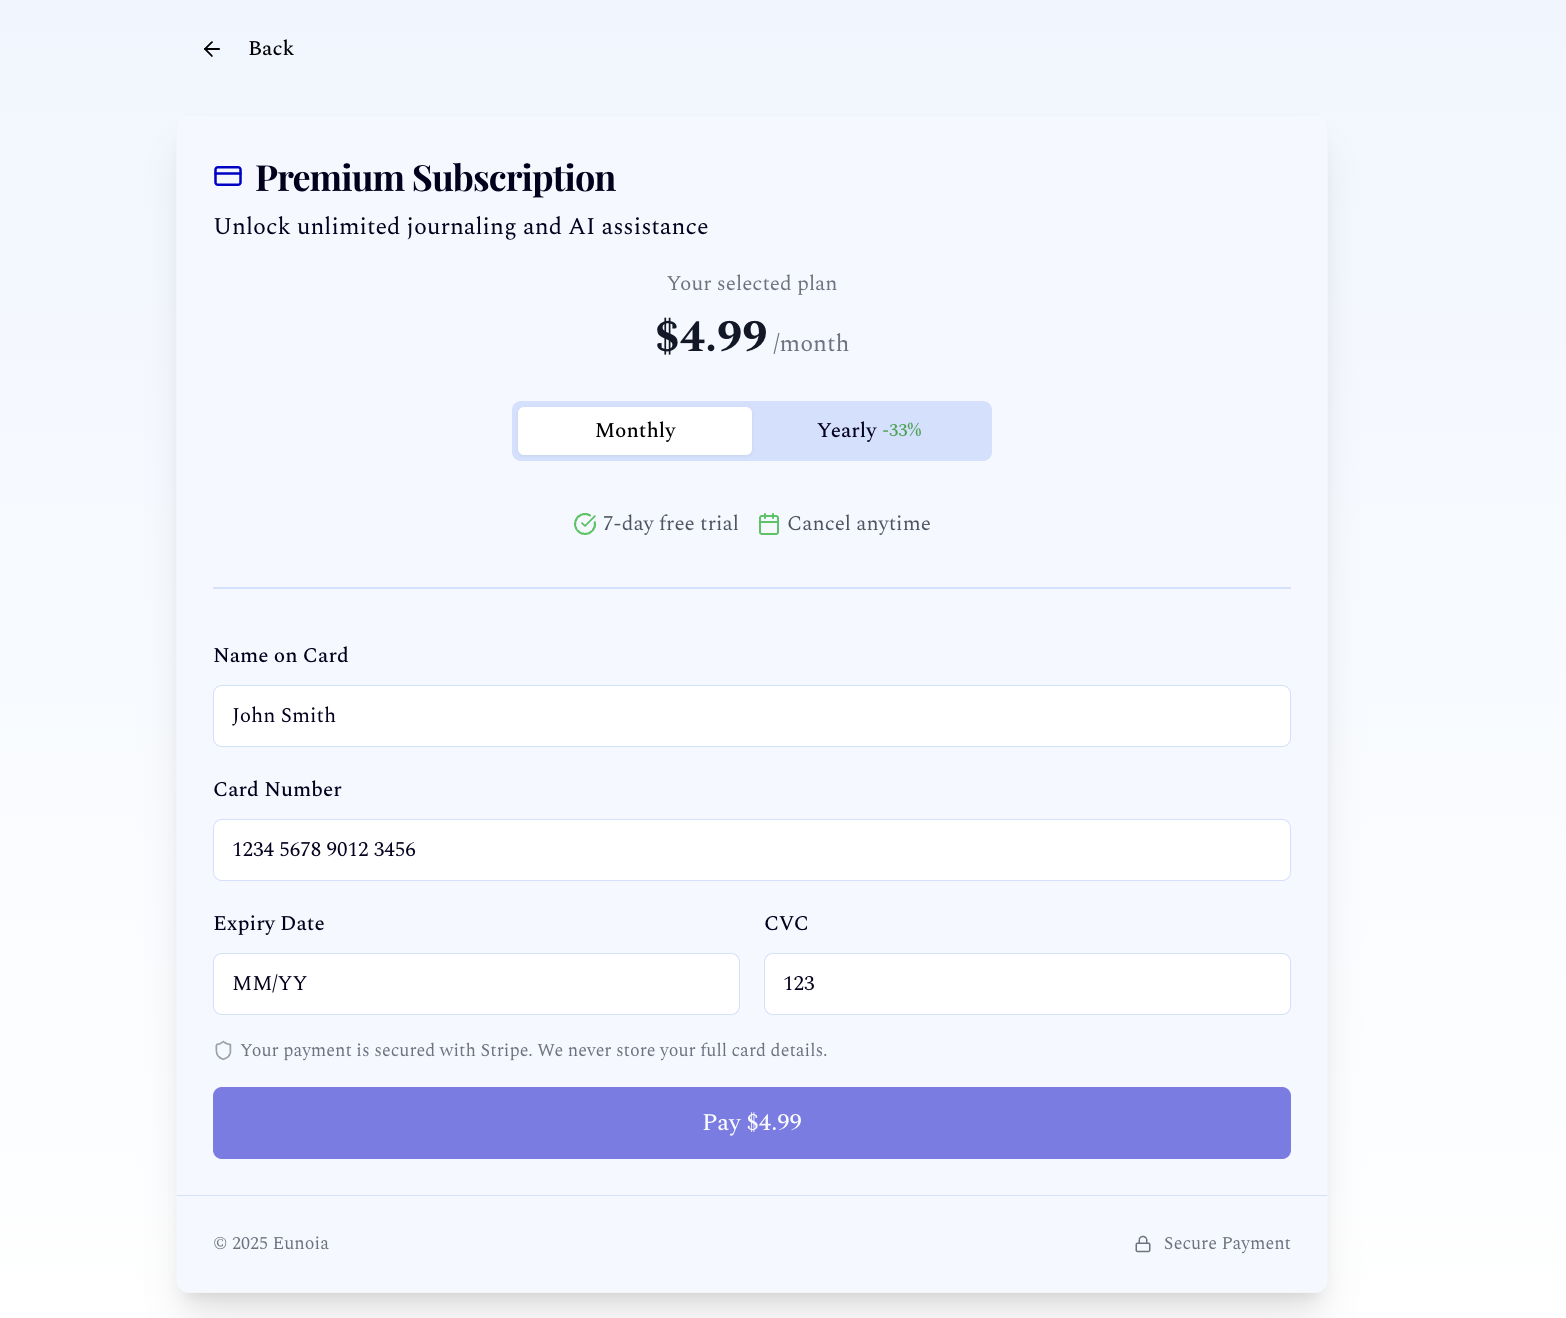 Back
Premium Subscription
Unlock unlimited journaling and AI assistance
Your selected plan
$4.99 /month
Monthly
Yearly -33%
7-day free trial
Cancel anytime
Name on Card
John Smith
Card Number
1234 5678 9012 3456
Expiry Date
CVC
MM/YY
123
Your payment is secured with Stripe. We never store your full card details.
Pay $4.99
© 2025 Eunoia
Secure Payment